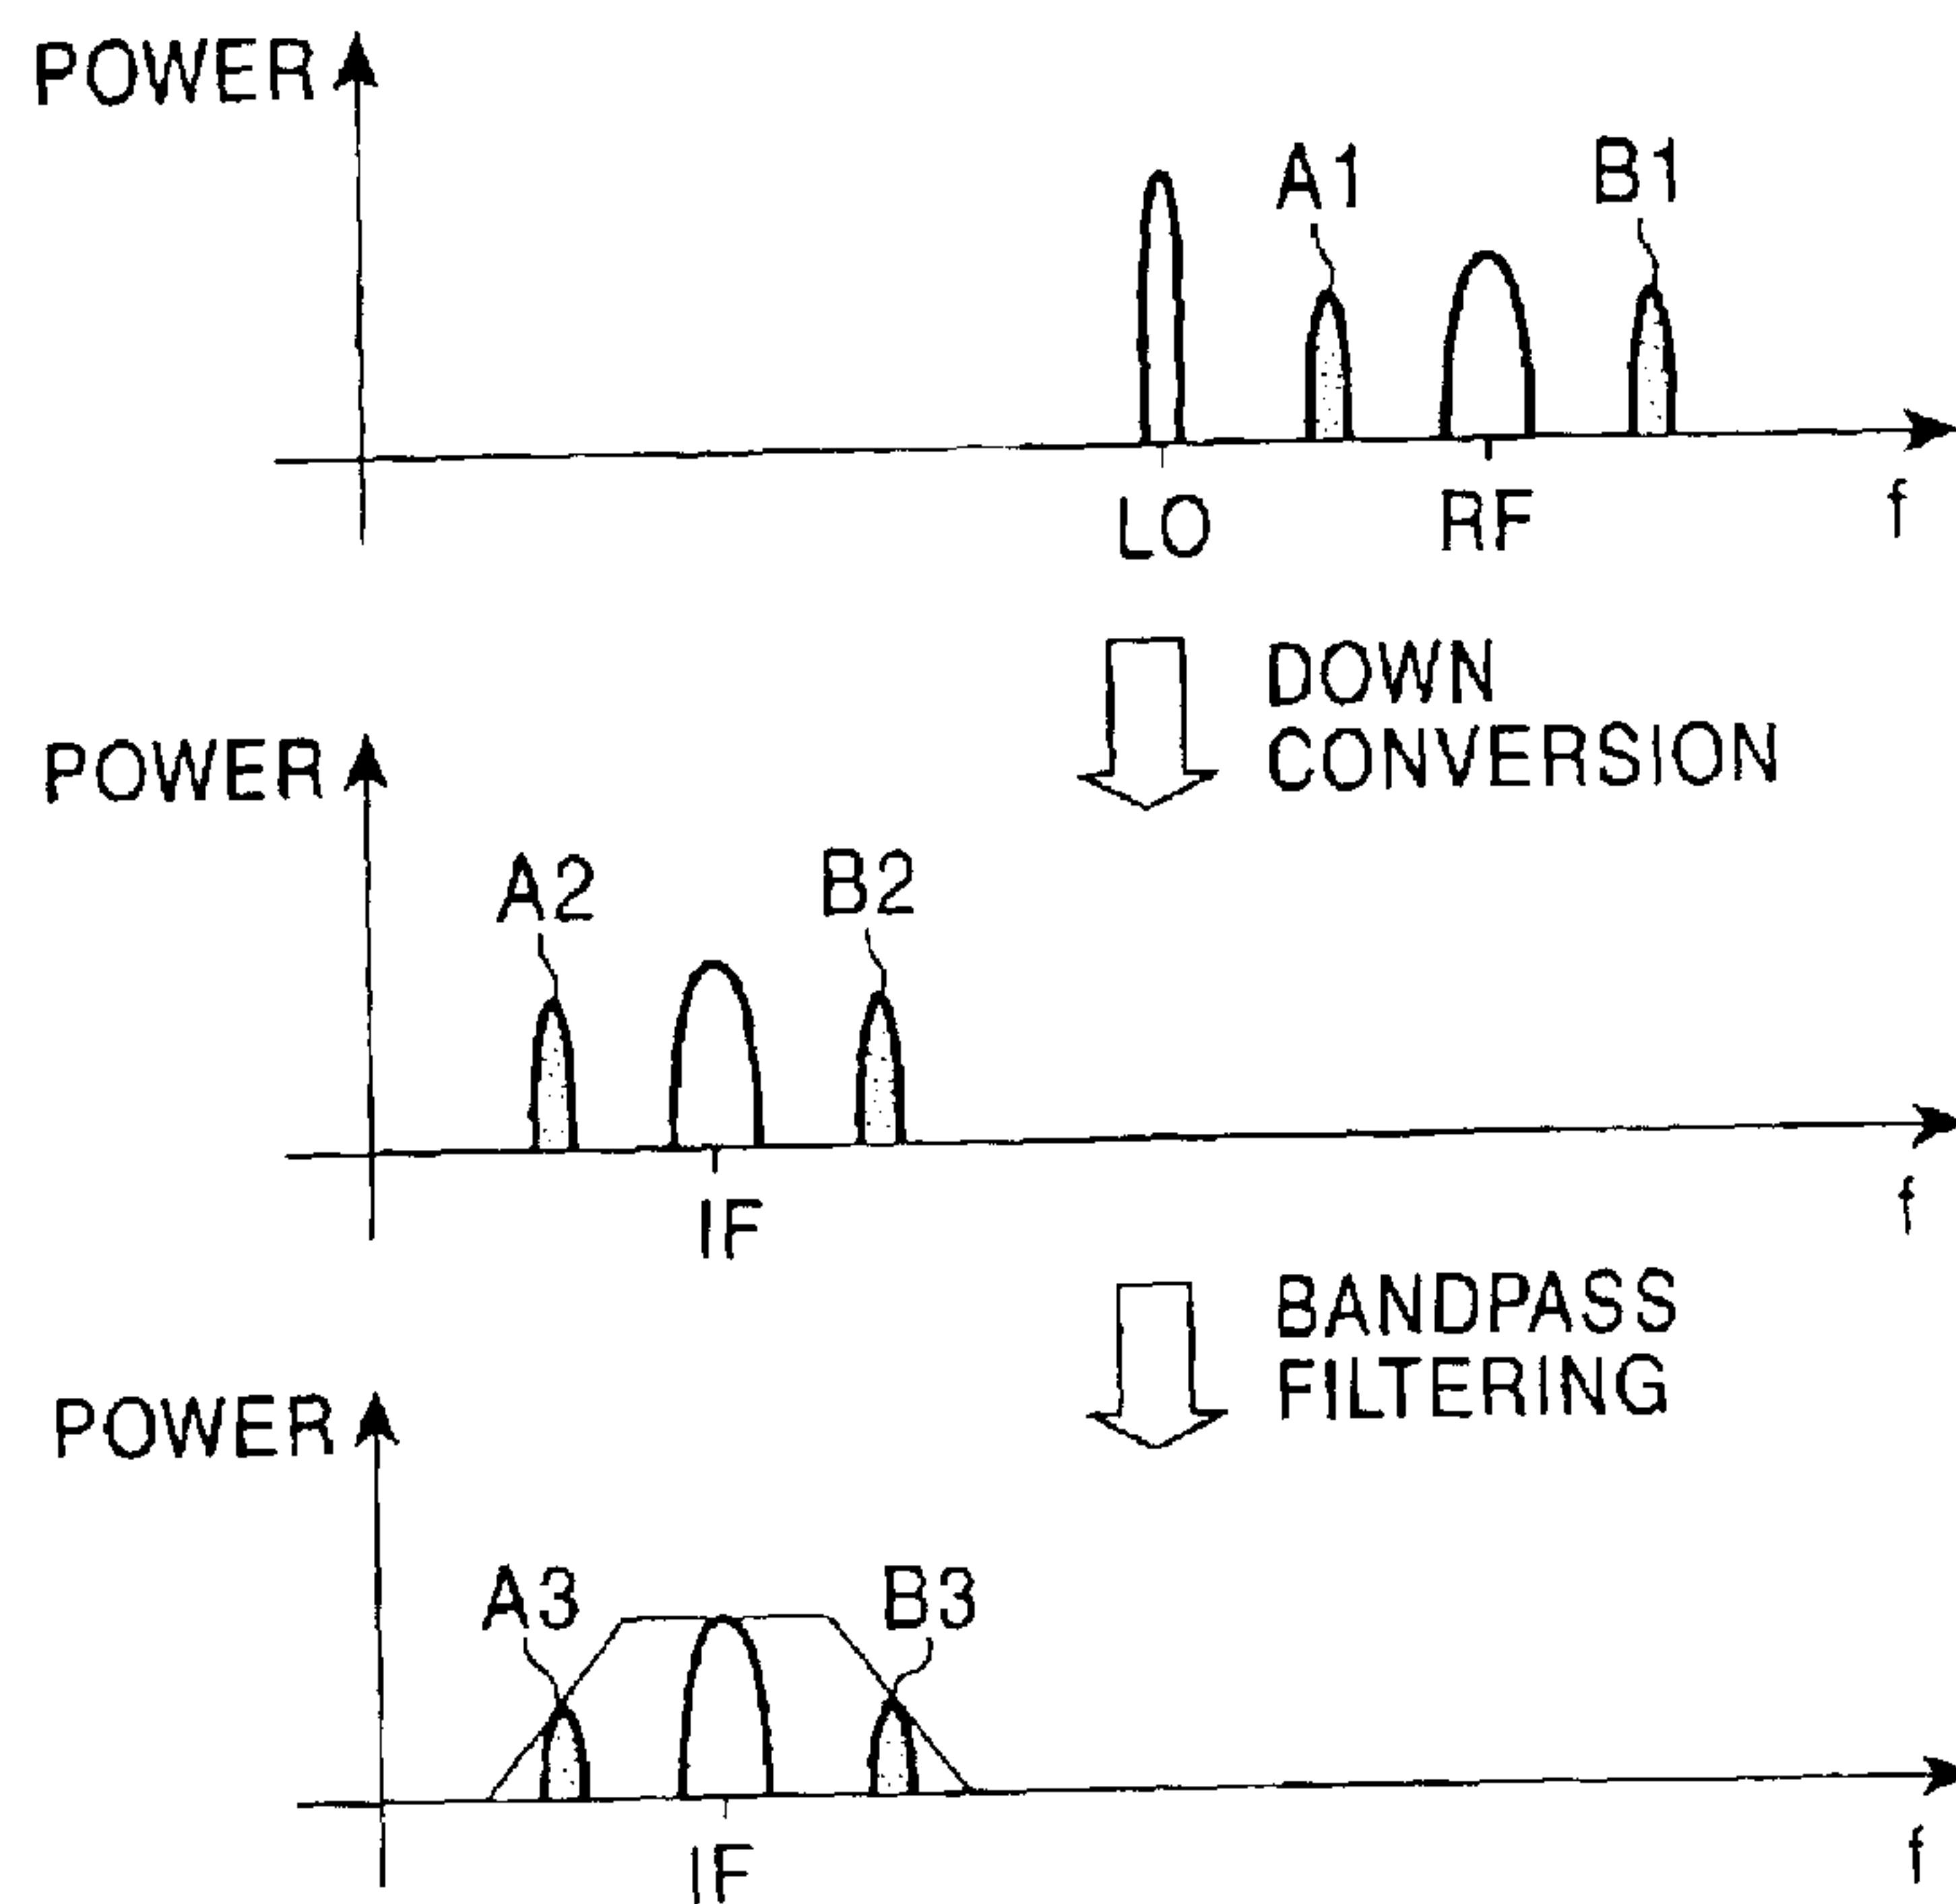 POWER
A1
B1
LO
RF
f
DOWN
CONVERSION
POWER
A2
B2
IF
f
BANDPASS
FILTERING
POWER
A3
B3
IF
f